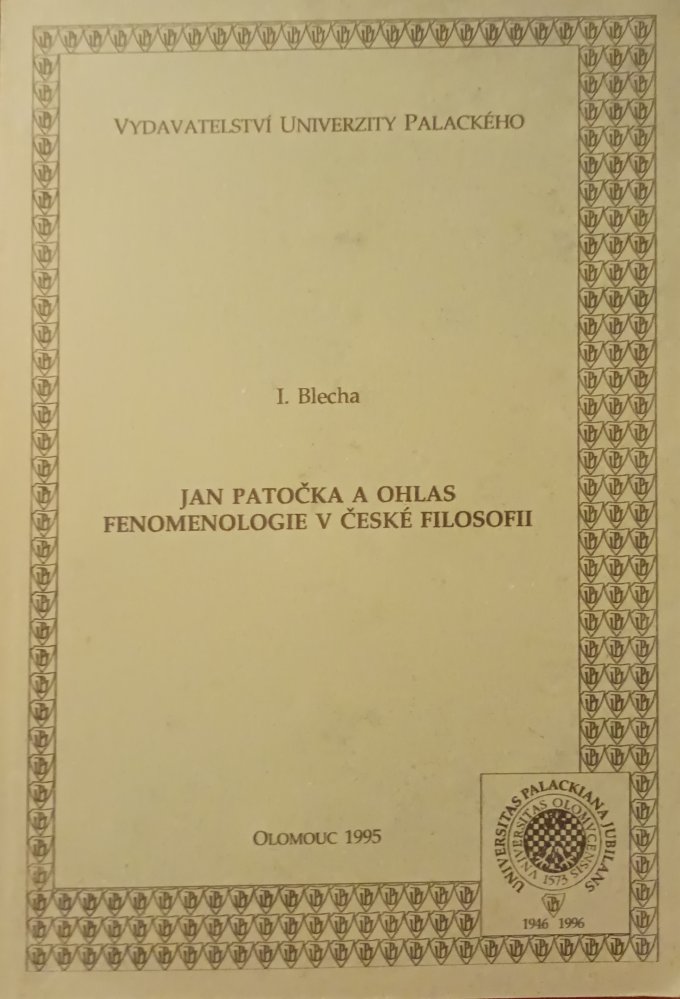 VYDAVATELSTVÍ UNIVERZITY PALACKÉHO
I. Blecha
JAN PATOČKA A OHLAS
FENOMENOLOGIE V ČESKÉ FILOSOFII
OLOMOUC 1995
UNIVERSITAS PALACKIANA JUBILANS
UNIVERSITAS OLOMVCENSIS
1573
1946 1996